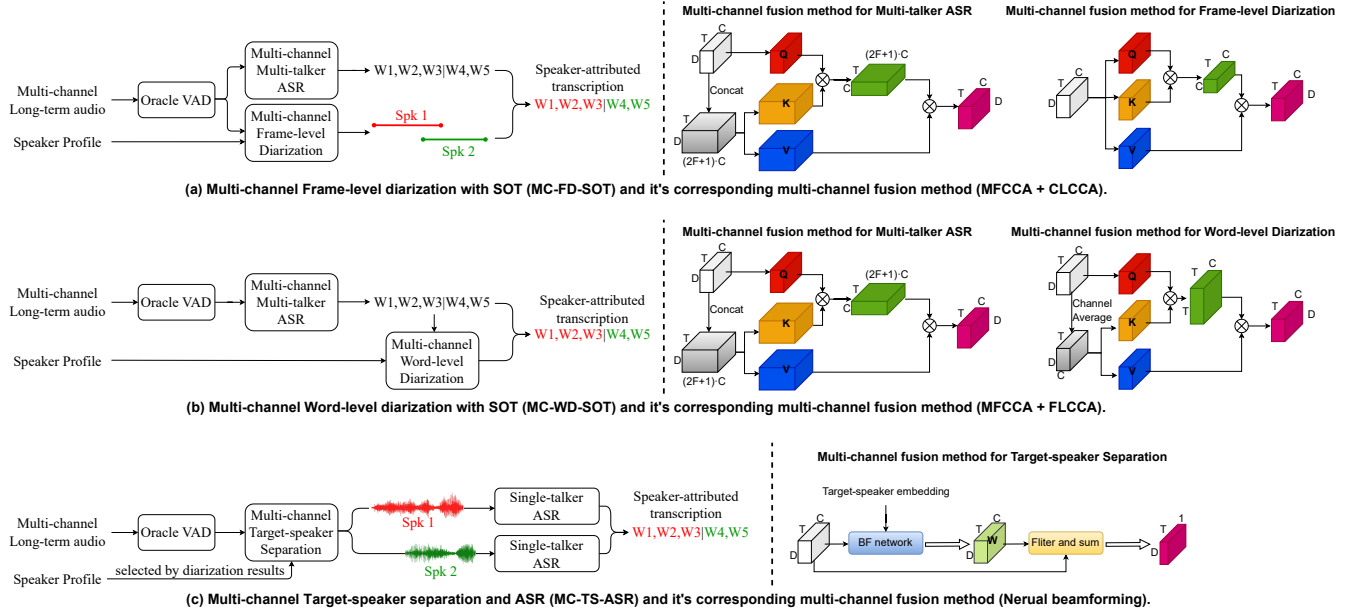 Multi-channel
Long-term audio
Speaker Profile
Oracle VAD
Multi-channel
Multi-talker
ASR
Multi-channel
Frame-level
Diarization
W1,W2,W3|W4,W5
Spk 1
Spk 2
Speaker-attributed
transcription
W1,W2,W3|W4,W5
Multi-channel fusion method for Multi-talker ASR
T
C
D
Concat
T
D
(2F+1)·C
Q
K
V
(2F+1)·C
T
C
T
C
D
Multi-channel fusion method for Frame-level Diarization
T
C
D
Q
K
V
T
C
C
T
C
D
(a) Multi-channel Frame-level diarization with SOT (MC-FD-SOT) and it's corresponding multi-channel fusion method (MFCCA + CLCCA).
Multi-channel
Long-term audio
Speaker Profile
Oracle VAD
Multi-channel
Multi-talker
ASR
W1,W2,W3|W4,W5
Multi-channel
Word-level
Diarization
Speaker-attributed
transcription
W1,W2,W3|W4,W5
Multi-channel fusion method for Multi-talker ASR
T
C
D
Concat
T
D
(2F+1)·C
Q
K
V
(2F+1)·C
T
C
T
C
D
Multi-channel fusion method for Word-level Diarization
T
C
D
Channel
Average
T
D
C
Q
K
V
C
T
T
T
C
D
(b) Multi-channel Word-level diarization with SOT (MC-WD-SOT) and it's corresponding multi-channel fusion method (MFCCA + FLCCA).
Multi-channel
Long-term audio
Speaker Profile
selected by diarization results
Oracle VAD
Multi-channel
Target-speaker
Separation
Spk 1
Spk 2
Single-talker
ASR
Single-talker
ASR
Speaker-attributed
transcription
W1,W2,W3|W4,W5
Multi-channel fusion method for Target-speaker Separation
Target-speaker embedding
T
C
D
BF network
T
C
W
D
Fliter and sum
T
1
D
(c) Multi-channel Target-speaker separation and ASR (MC-TS-ASR) and it's corresponding multi-channel fusion method (Nerual beamforming).